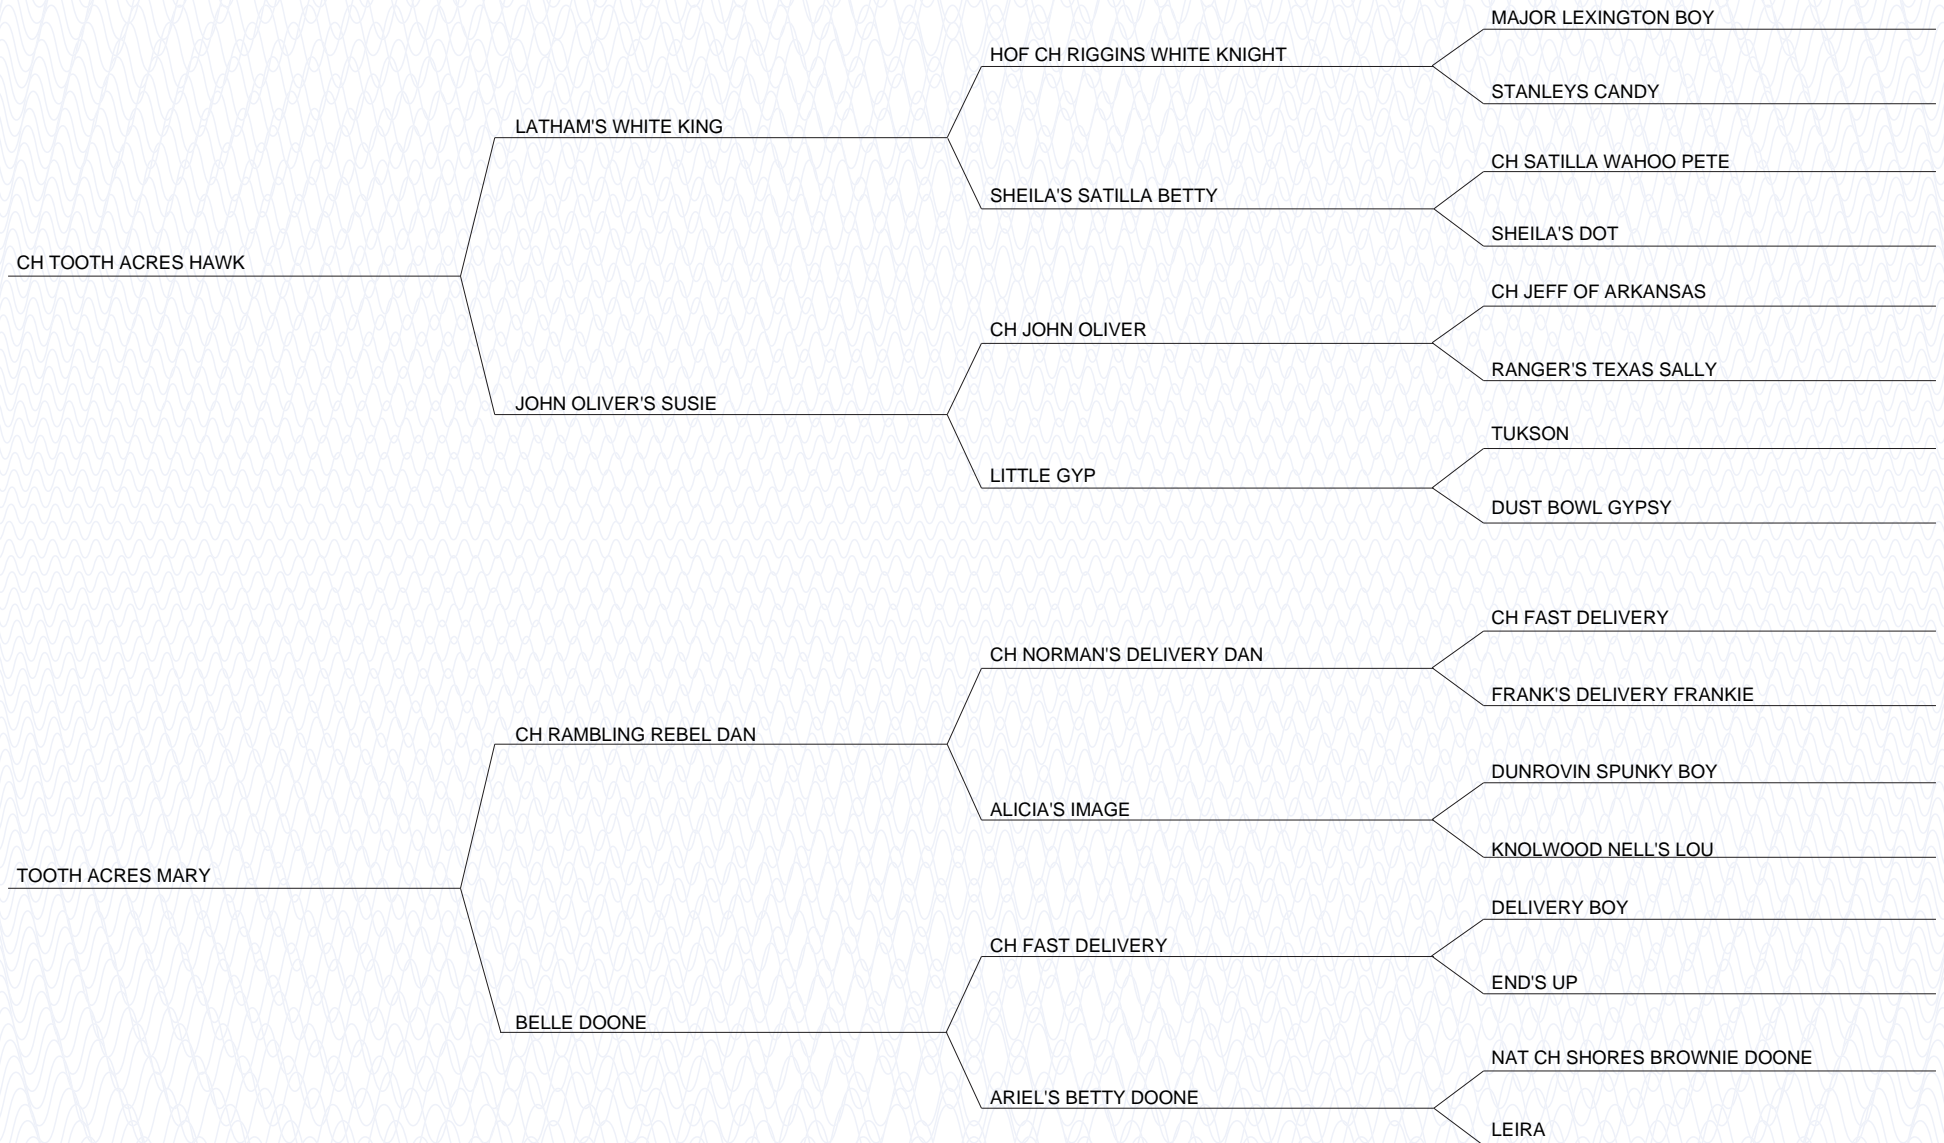 MAJOR LEXINGTON BOY
HOF CH RIGGINS WHITE KNIGHT
STANLEYS CANDY
LATHAM'S WHITE KING
CH SATILLA WAHOO PETE
SHEILA'S SATILLA BETTY
SHEILA'S DOT
CH TOOTH ACRES HAWK
CH JEFF OF ARKANSAS
CH JOHN OLIVER
RANGER'S TEXAS SALLY
JOHN OLIVER'S SUSIE
TUKSON
LITTLE GYP
DUST BOWL GYPSY
CH FAST DELIVERY
CH NORMAN'S DELIVERY DAN
FRANK'S DELIVERY FRANKIE
CH RAMBLING REBEL DAN
DUNROVIN SPUNKY BOY
ALICIA'S IMAGE
KNOLWOOD NELL'S LOU
TOOTH ACRES MARY
DELIVERY BOY
CH FAST DELIVERY
END'S UP
BELLE DOONE
NAT CH SHORES BROWNIE DOONE
ARIEL'S BETTY DOONE
LEIRA